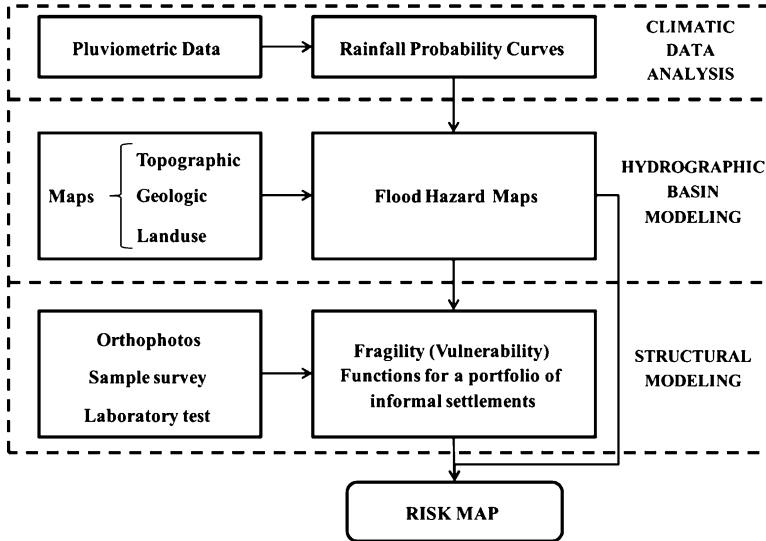 Pluviometric Data
Rainfall Probability Curves
CLIMATIC
DATA
ANALYSIS
Maps
Topographic
Geologic
Landuse
Flood Hazard Maps
HYDROGRAPHIC
BASIN
MODELING
Orthophotos
Sample survey
Laboratory test
Fragility (Vulnerability)
Functions for a portfolio of
informal settlements
STRUCTURAL
MODELING
RISK MAP